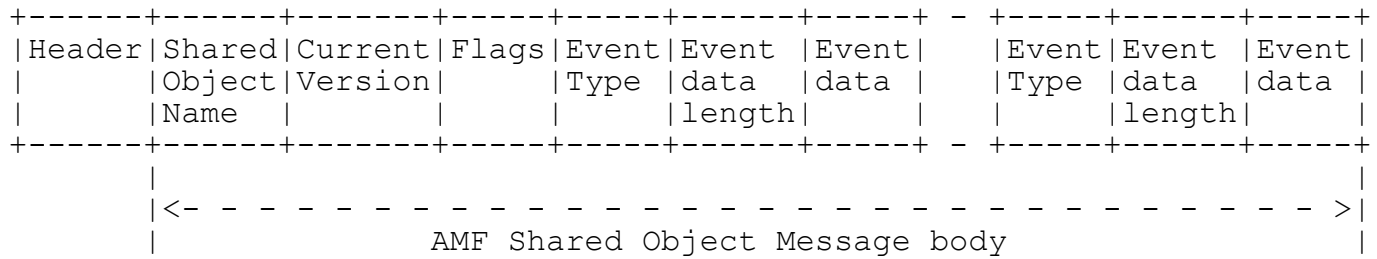 +------+------+-------+-----+-----+------+-----+ - +-----+------+-----+
|Header|Shared|Current|Flags|Event|Event |Event|   |Event|Event |Event|
|      |Object|Version|     |Type |data  |data |   |Type |data  |data |
|      |Name  |       |     |     |length|     |   |     |length|     |
+------+------+-------+-----+-----+------+-----+ - +-----+------+-----+
       |                                                              |
       |<- - - - - - - - - - - - - - - - - - - - - - - - - - - - - - >|
       |             AMF Shared Object Message body                   |